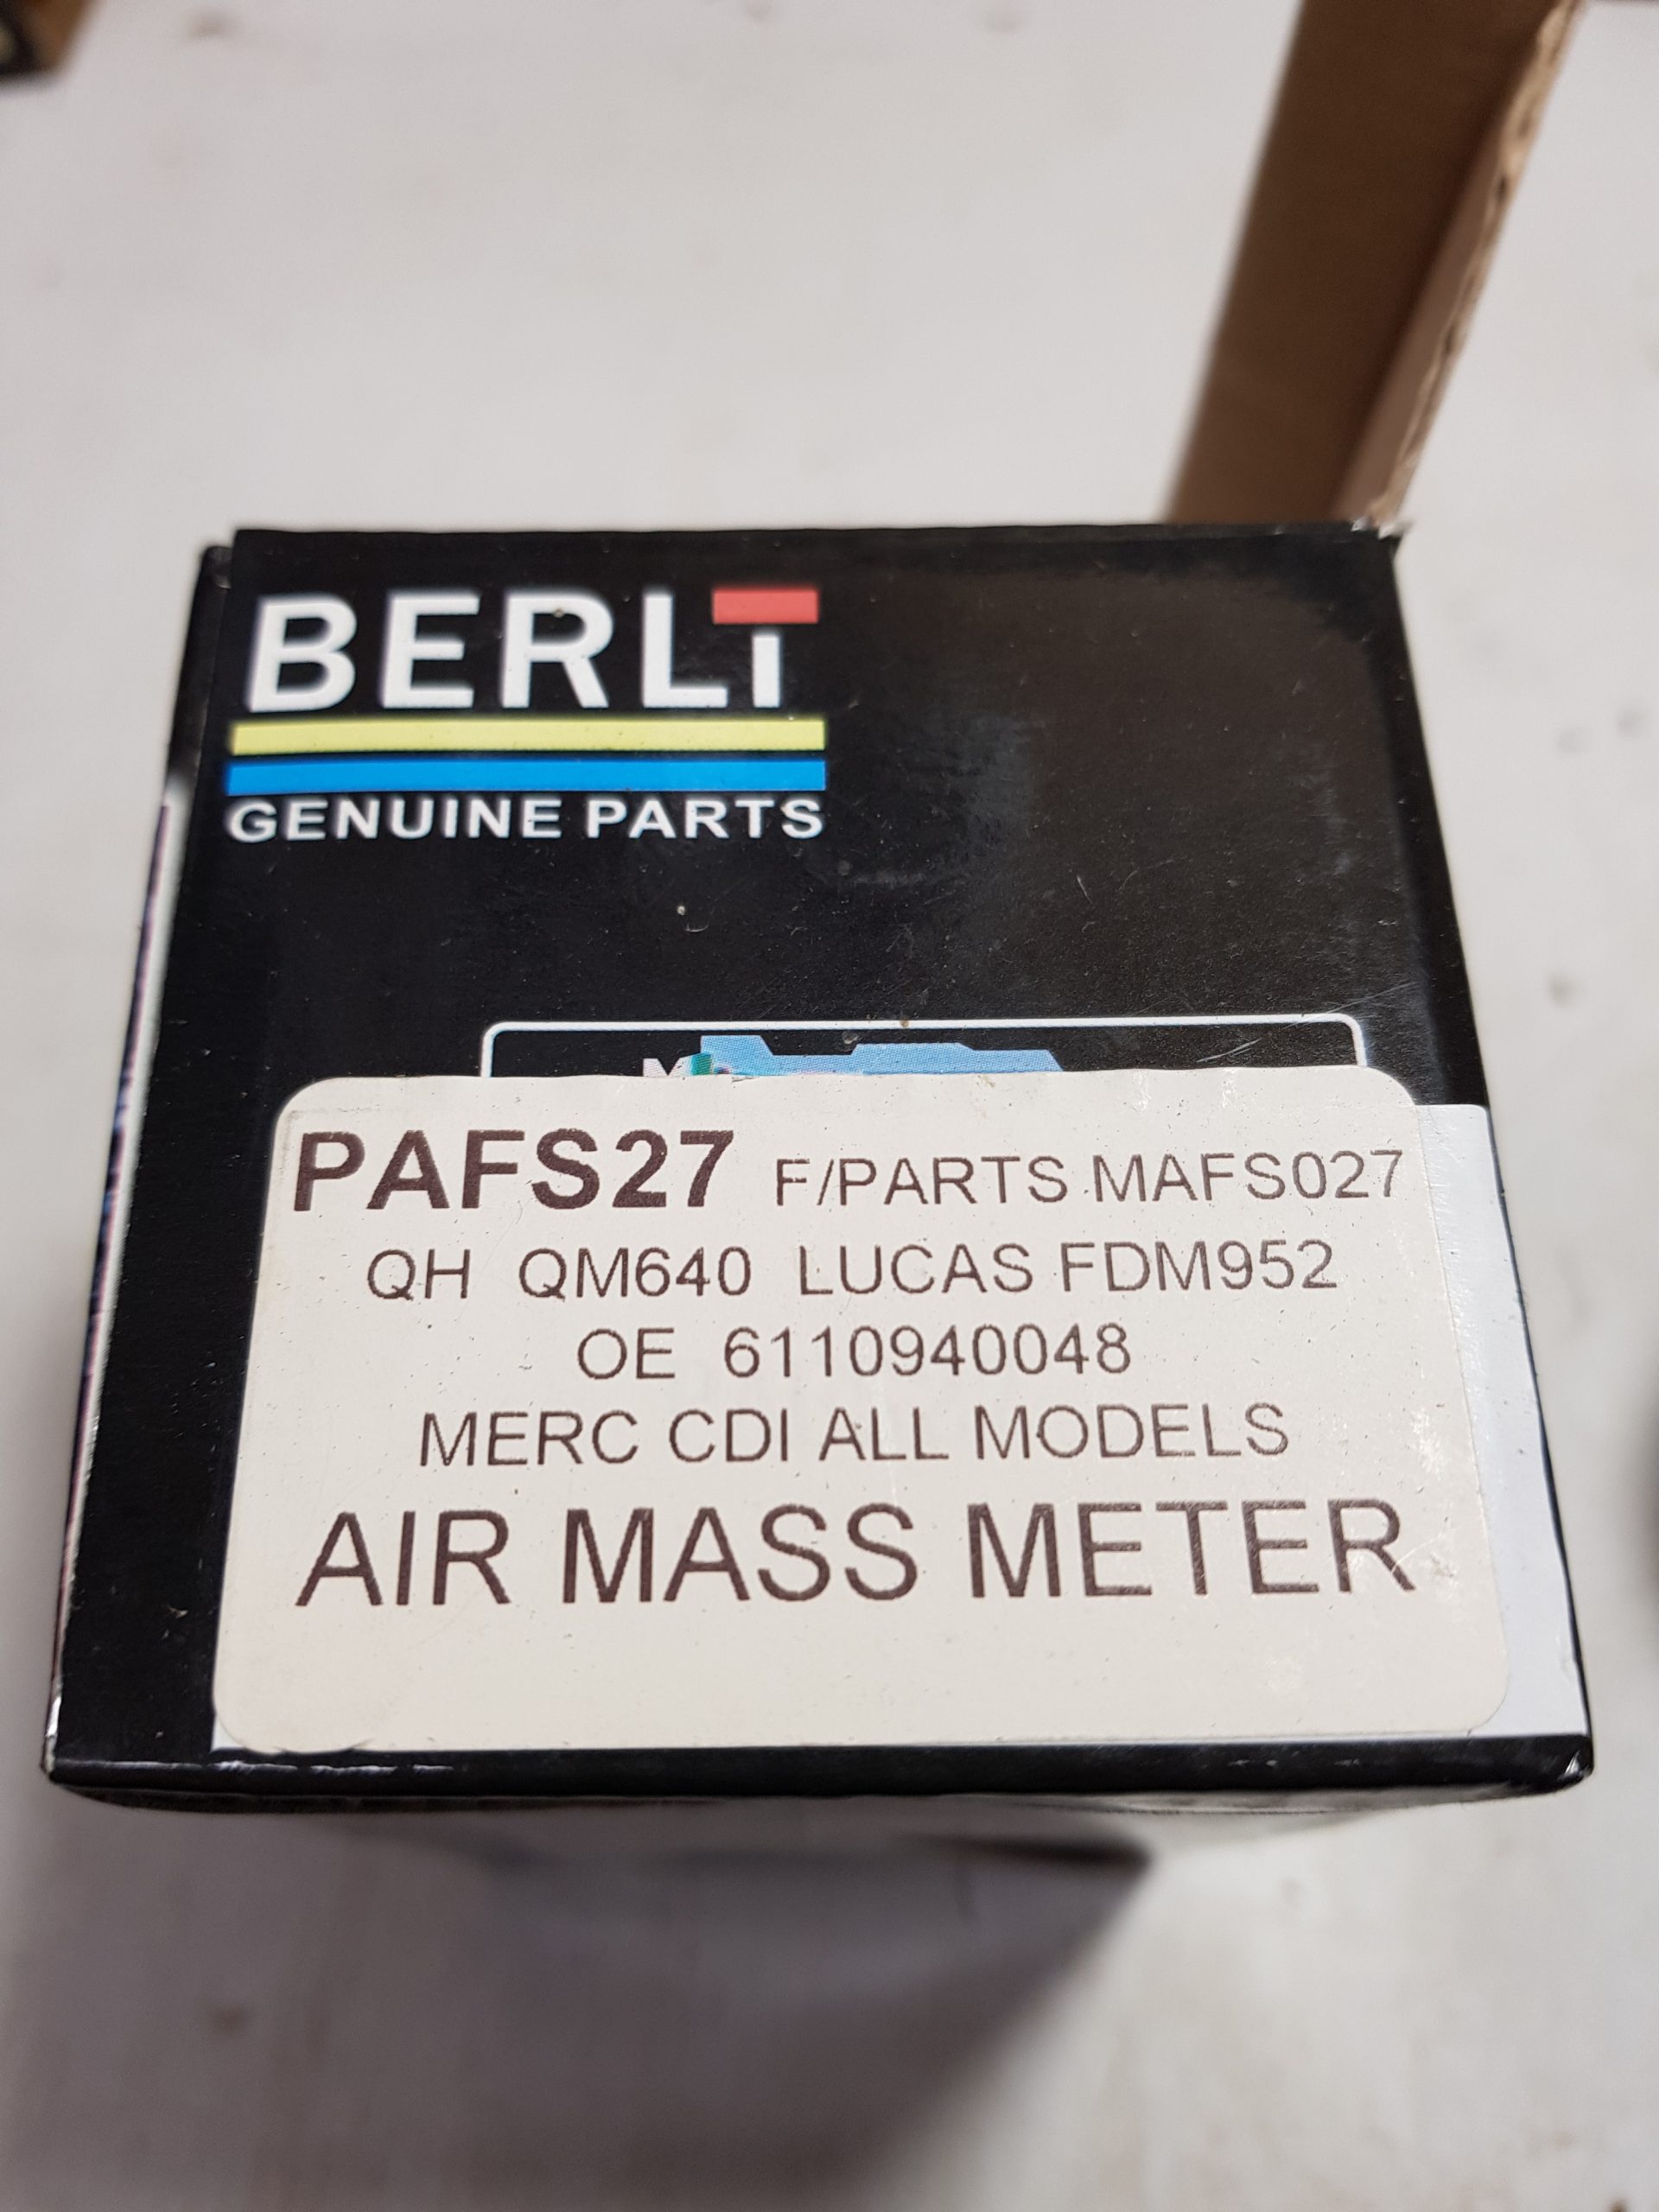 BERLI
GENUINE PARTS
PAFS27 F/PARTS MAFS027
QH QM640 LUCAS FDM952
OE 6110940048
MERC CDI ALL MODELS
AIR MASS METER